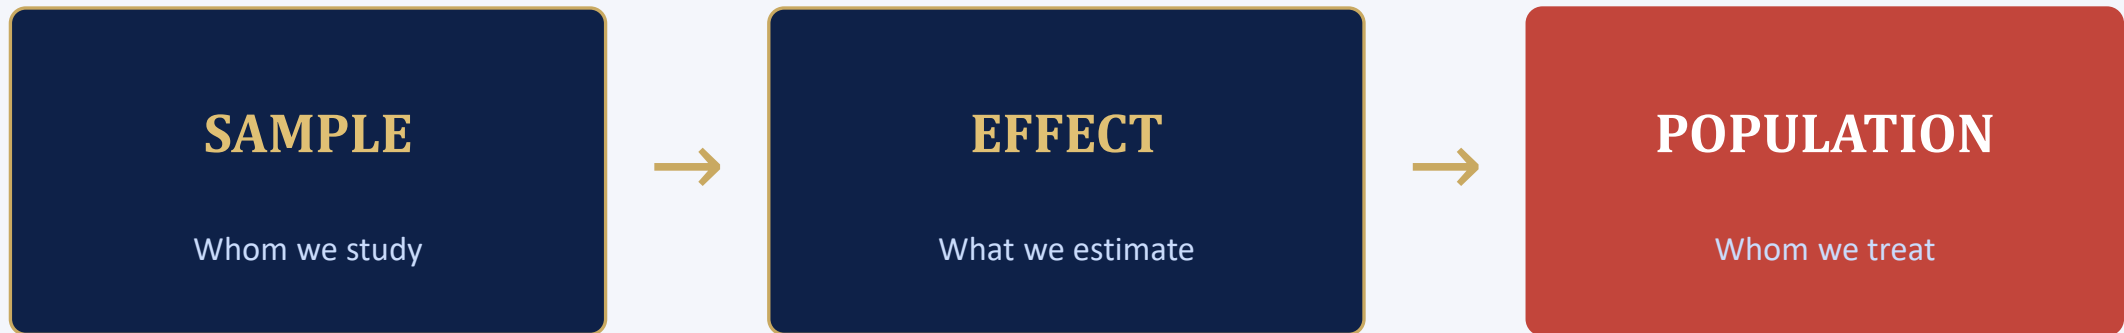 SAMPLE
Whom we study
→
EFFECT
What we estimate
→
POPULATION
Whom we treat